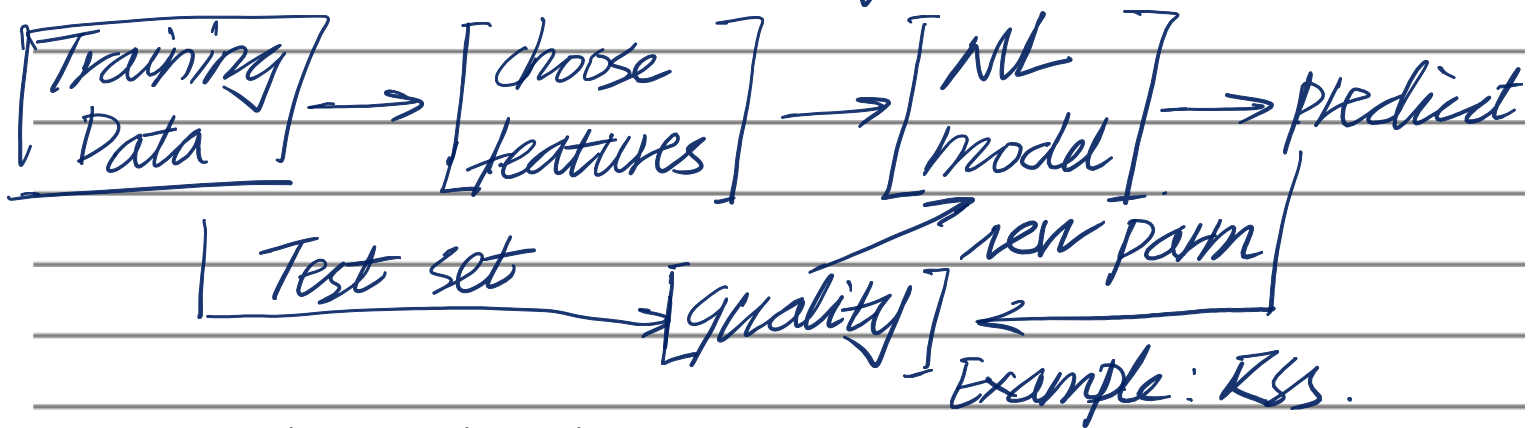 Training Data → [choose features] → [ML model] → predict
new parm
Test set
[quality]
Example: RSS.